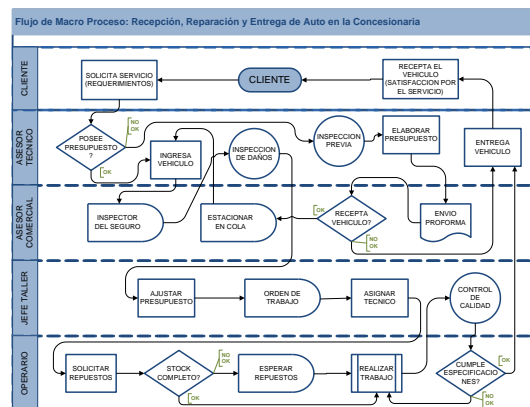 Flujo de Macro Proceso: Recepción, Reparación y Entrega de Auto en la Concesionaria
CLIENTE
SOLICITA SERVICIO
(REQUERIMIENTOS)
CLIENTE
RECEPTA EL
VEHICULO
(SATISFACCION POR
EL SERVICIO)
ASESOR
TECNICO
POSEE
PRESUPUESTO
?
NO
OK
OK
INGRESA
VEHICULO
INSPECCION
DE DAÑOS
INSPECCION
PREVIA
ELABORAR
PRESUPUESTO
ENTREGA
VEHICULO
ASESOR
COMERCIAL
INSPECTOR
DEL SEGURO
ESTACIONAR
EN COLA
OK
RECEPTA
VEHICULO?
NO
OK
ENVIO
PROFORMA
JEFE TALLER
AJUSTAR
PRESUPUESTO
ORDEN DE
TRABAJO
ASIGNAR
TECNICO
CONTROL
DE
CALIDAD
OPERARIO
SOLICITAR
REPUESTOS
STOCK
COMPLETO?
NO
OK
OK
ESPERAR
REPUESTOS
REALIZAR
TRABAJO
CUMPLE
ESPECIFICACIO
NES?
OK
NO
OK